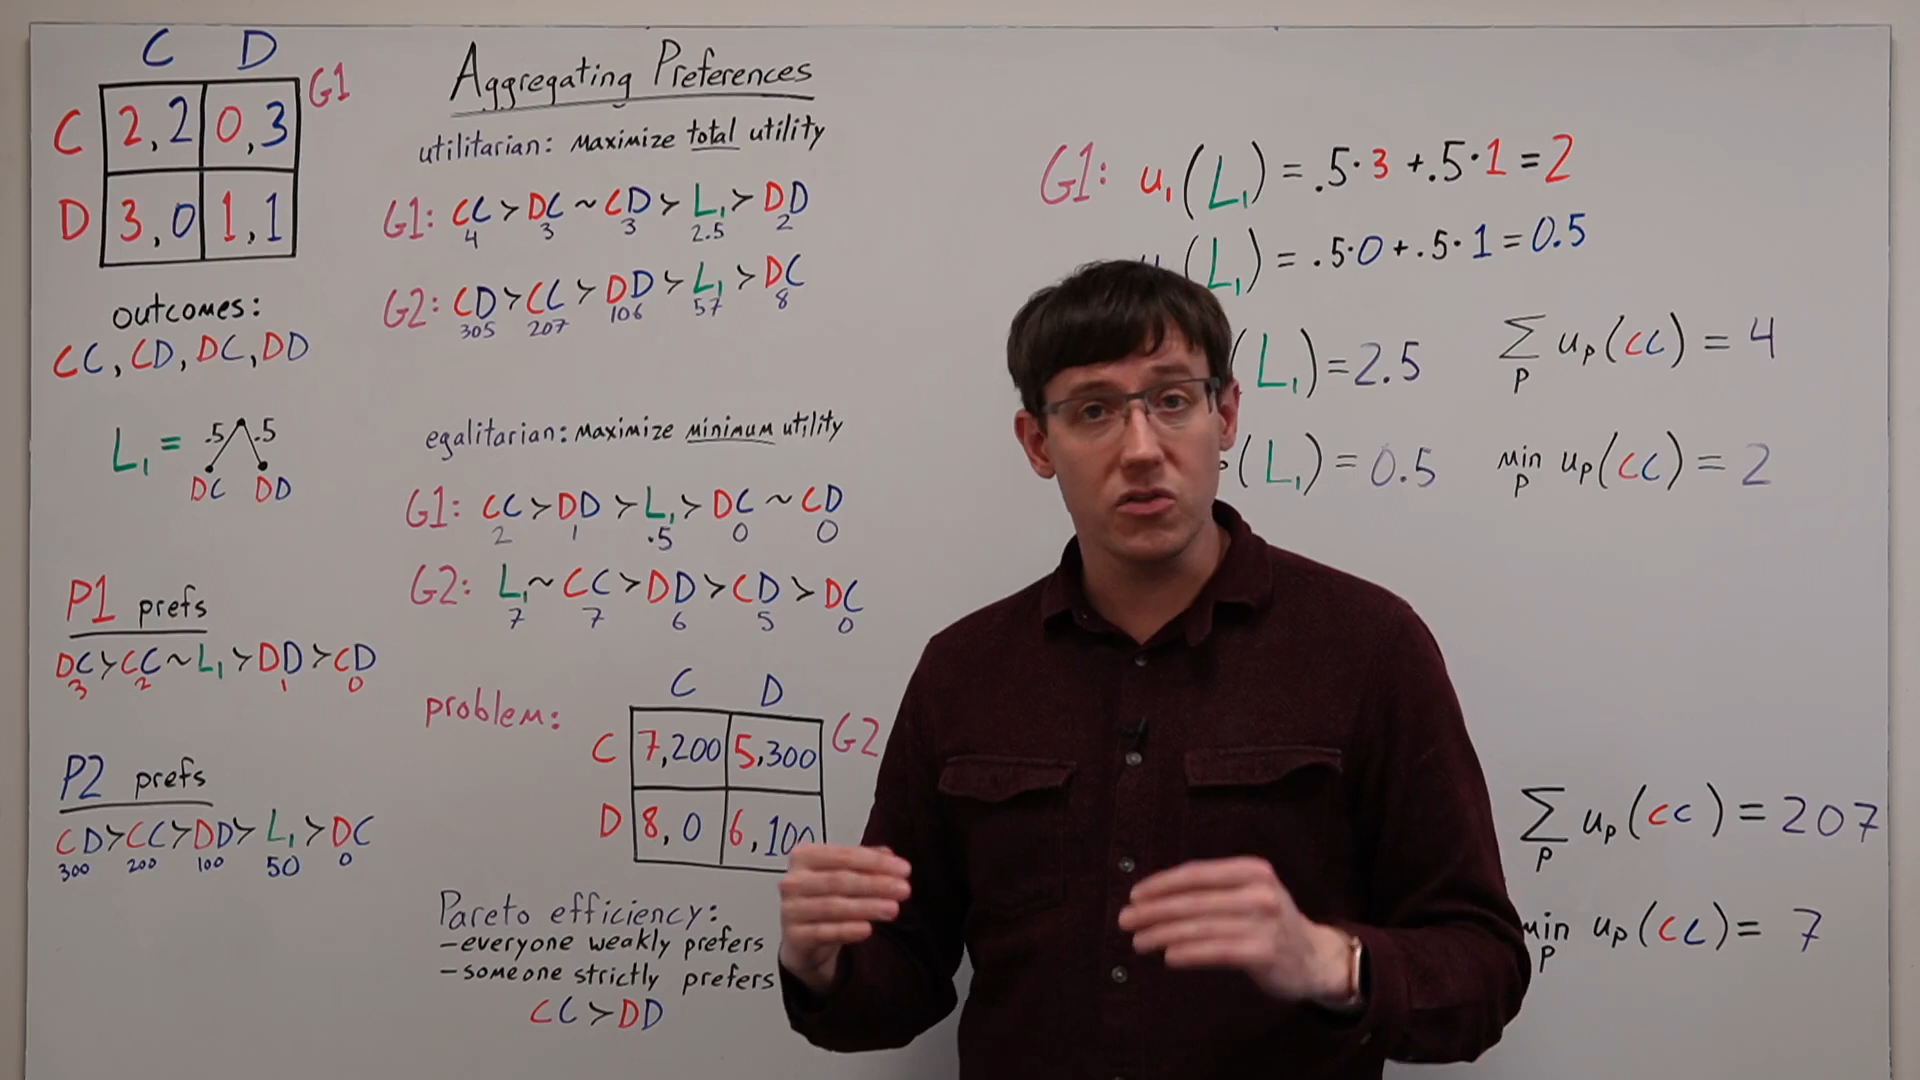 C D
G1
C 2,2 0,3
D 3,0 1,1
outcomes:
CC, CD, DC, DD
L₁ = .5 .5
DC DD
P1 prefs
DC>CC~L₁>DD>CD
3 2 1 0
P2 prefs
CD>CC>DD>L₁>DC
300 200 100 50 0
Aggregating Preferences
utilitarian: maximize total utility
G1: CC>DC~CD>L₁>DD
4 3 3 2.5 2
G2: CD>CC>DD>L₁>DC
305 207 106 57 8
egalitarian: maximize minimum utility
G1: CC>DD>L₁>DC~CD
2 1 .5 0 0
G2: L₁~CC>DD>CD>DC
7 7 6 5 0
problem:
C D
G2
C 7,200 5,300
D 8,0 6,100
Pareto efficiency:
-everyone weakly prefers
-someone strictly prefers
CC>DD
G1: u₁(L₁) = .5·3 + .5·1 = 2
(L₁) = .5·0 + .5·1 = 0.5
(L₁) = 2.5
∑ uₚ(CC) = 4
P
(L₁) = 0.5
min uₚ(CC) = 2
P
∑ uₚ(CC) = 207
P
min uₚ(CC) = 7
P